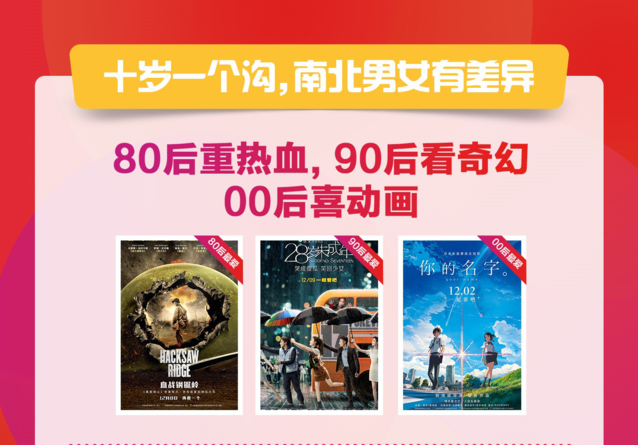 十岁一个沟,南北男女有差异
80后重热血, 90后看奇幻
00后喜动画
80后最爱
HACKSAW
RIDGE
血战钢锯岭
90后最爱
28岁未成年
12/09
00后最爱
你的名字。
12.02